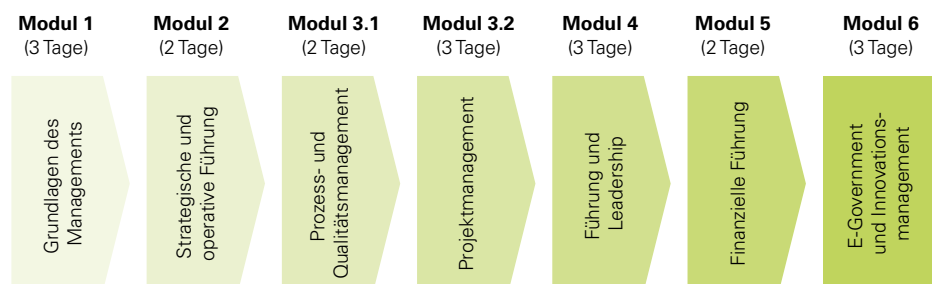 Modul 1
(3 Tage)
Modul 2
(2 Tage)
Modul 3.1
(2 Tage)
Modul 3.2
(3 Tage)
Modul 4
(3 Tage)
Modul 5
(2 Tage)
Modul 6
(3 Tage)
Grundlagen des
Managements
Strategische und
operative Führung
Prozess- und
Qualitätsmanagement
Projektmanagement
Führung und
Leadership
Finanzielle Führung
E-Government
und Innovations-
management